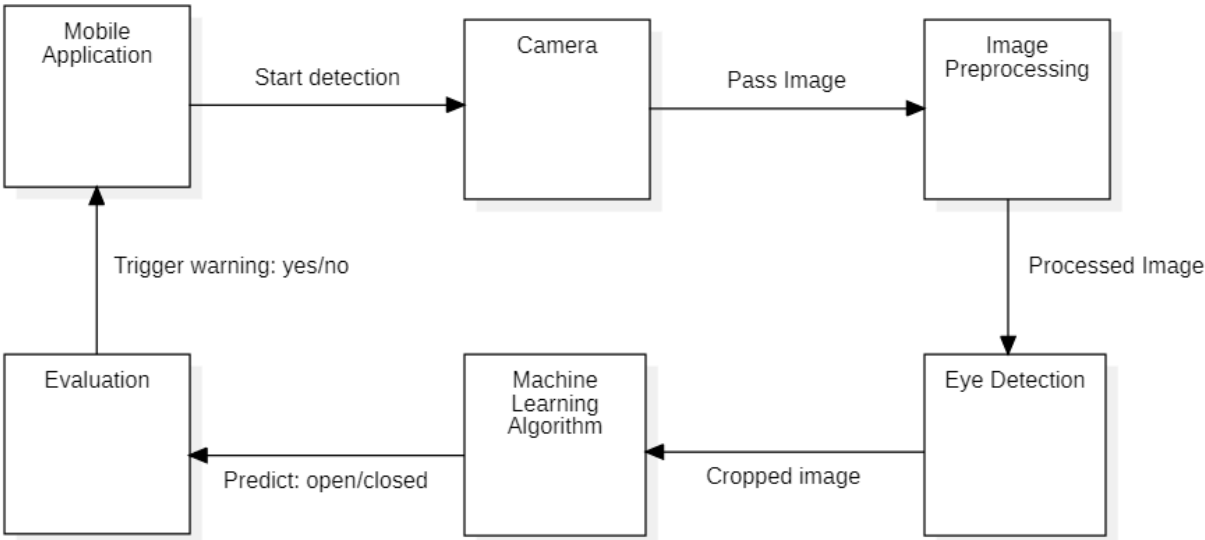 Mobile
Application
Start detection
Camera
Pass Image
Image
Preprocessing
Trigger warning: yes/no
Processed Image
Evaluation
Predict: open/closed
Machine
Learning
Algorithm
Cropped image
Eye Detection